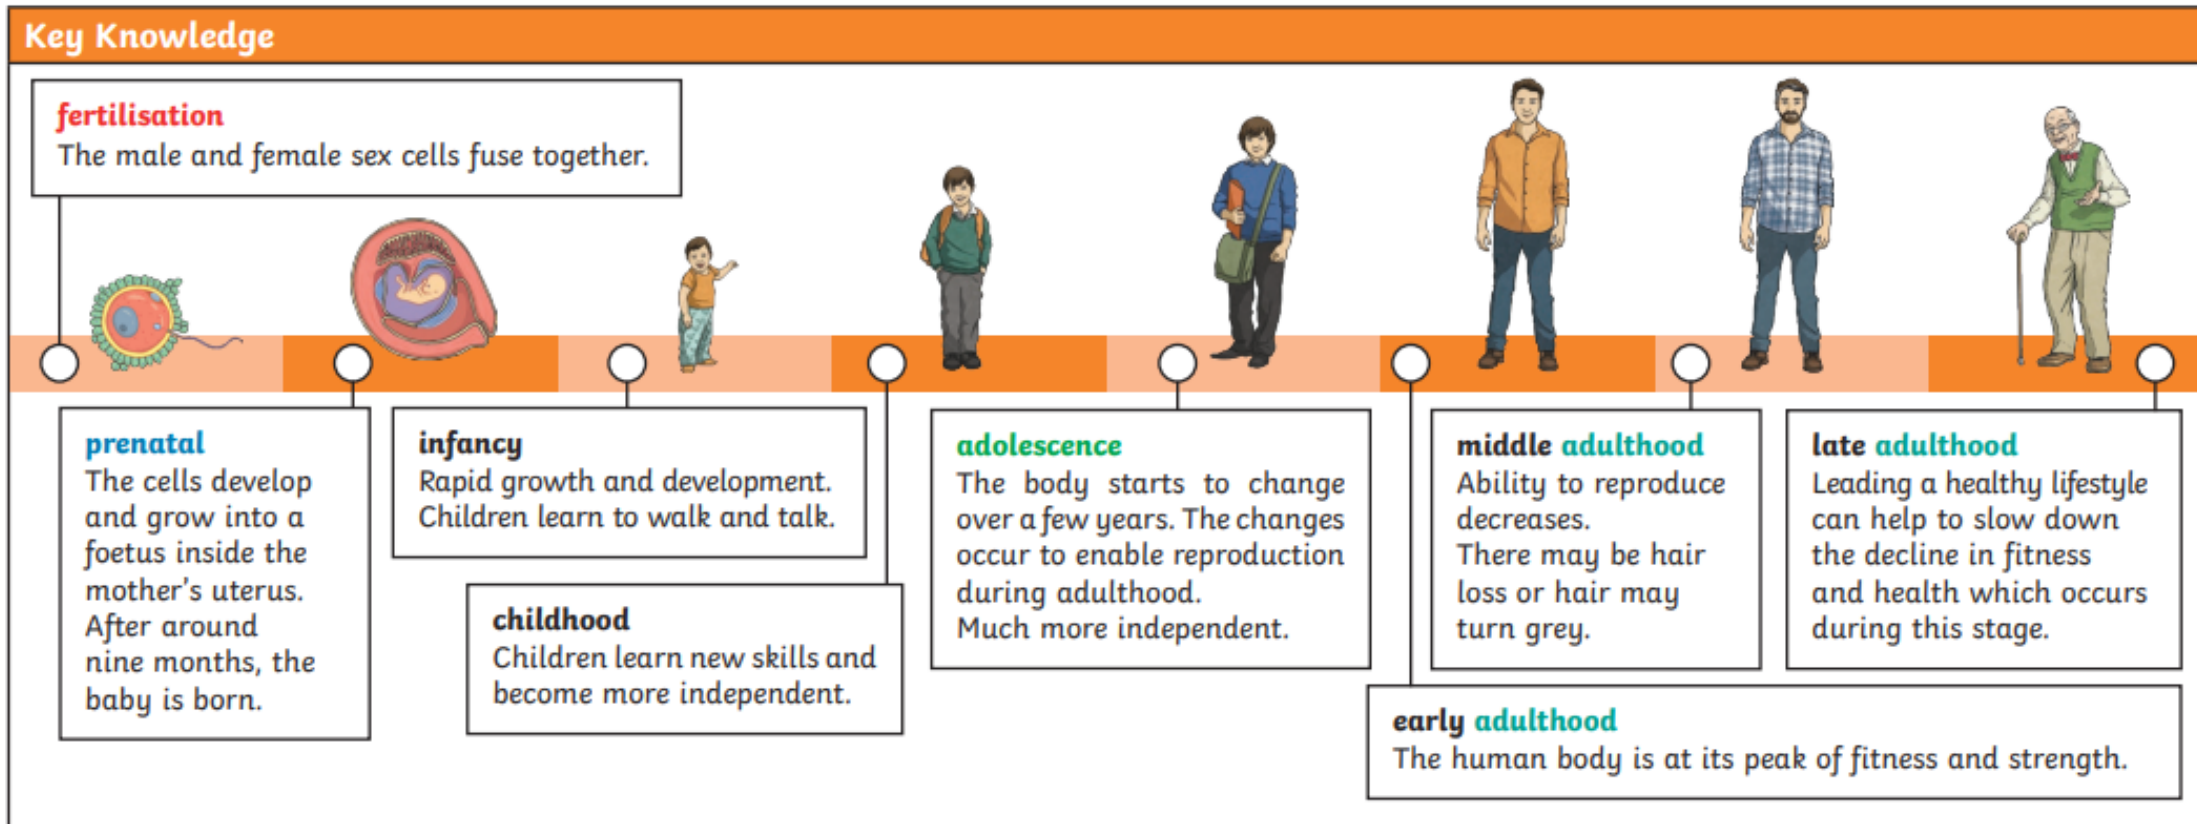 Key Knowledge
fertilisation
The male and female sex cells fuse together.
prenatal
The cells develop
and grow into a
foetus inside the
mother's uterus.
After around
nine months, the
baby is born.
infancy
Rapid growth and development.
Children learn to walk and talk.
childhood
Children learn new skills and
become more independent.
adolescence
The body starts to change
over a few years. The changes
occur to enable reproduction
during adulthood.
Much more independent.
early adulthood
The human body is at its peak of fitness and strength.
middle adulthood
Ability to reproduce
decreases.
There may be hair
loss or hair may
turn grey.
late adulthood
Leading a healthy lifestyle
can help to slow down
the decline in fitness
and health which occurs
during this stage.